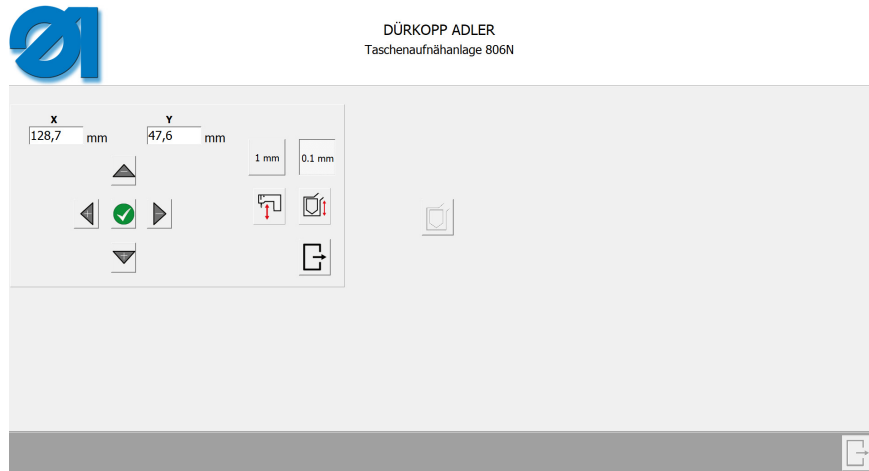 DÜRKOPP ADLER
Taschenaufnähanlage 806N
X Y
128,7 mm 47,6 mm
1 mm 0.1 mm